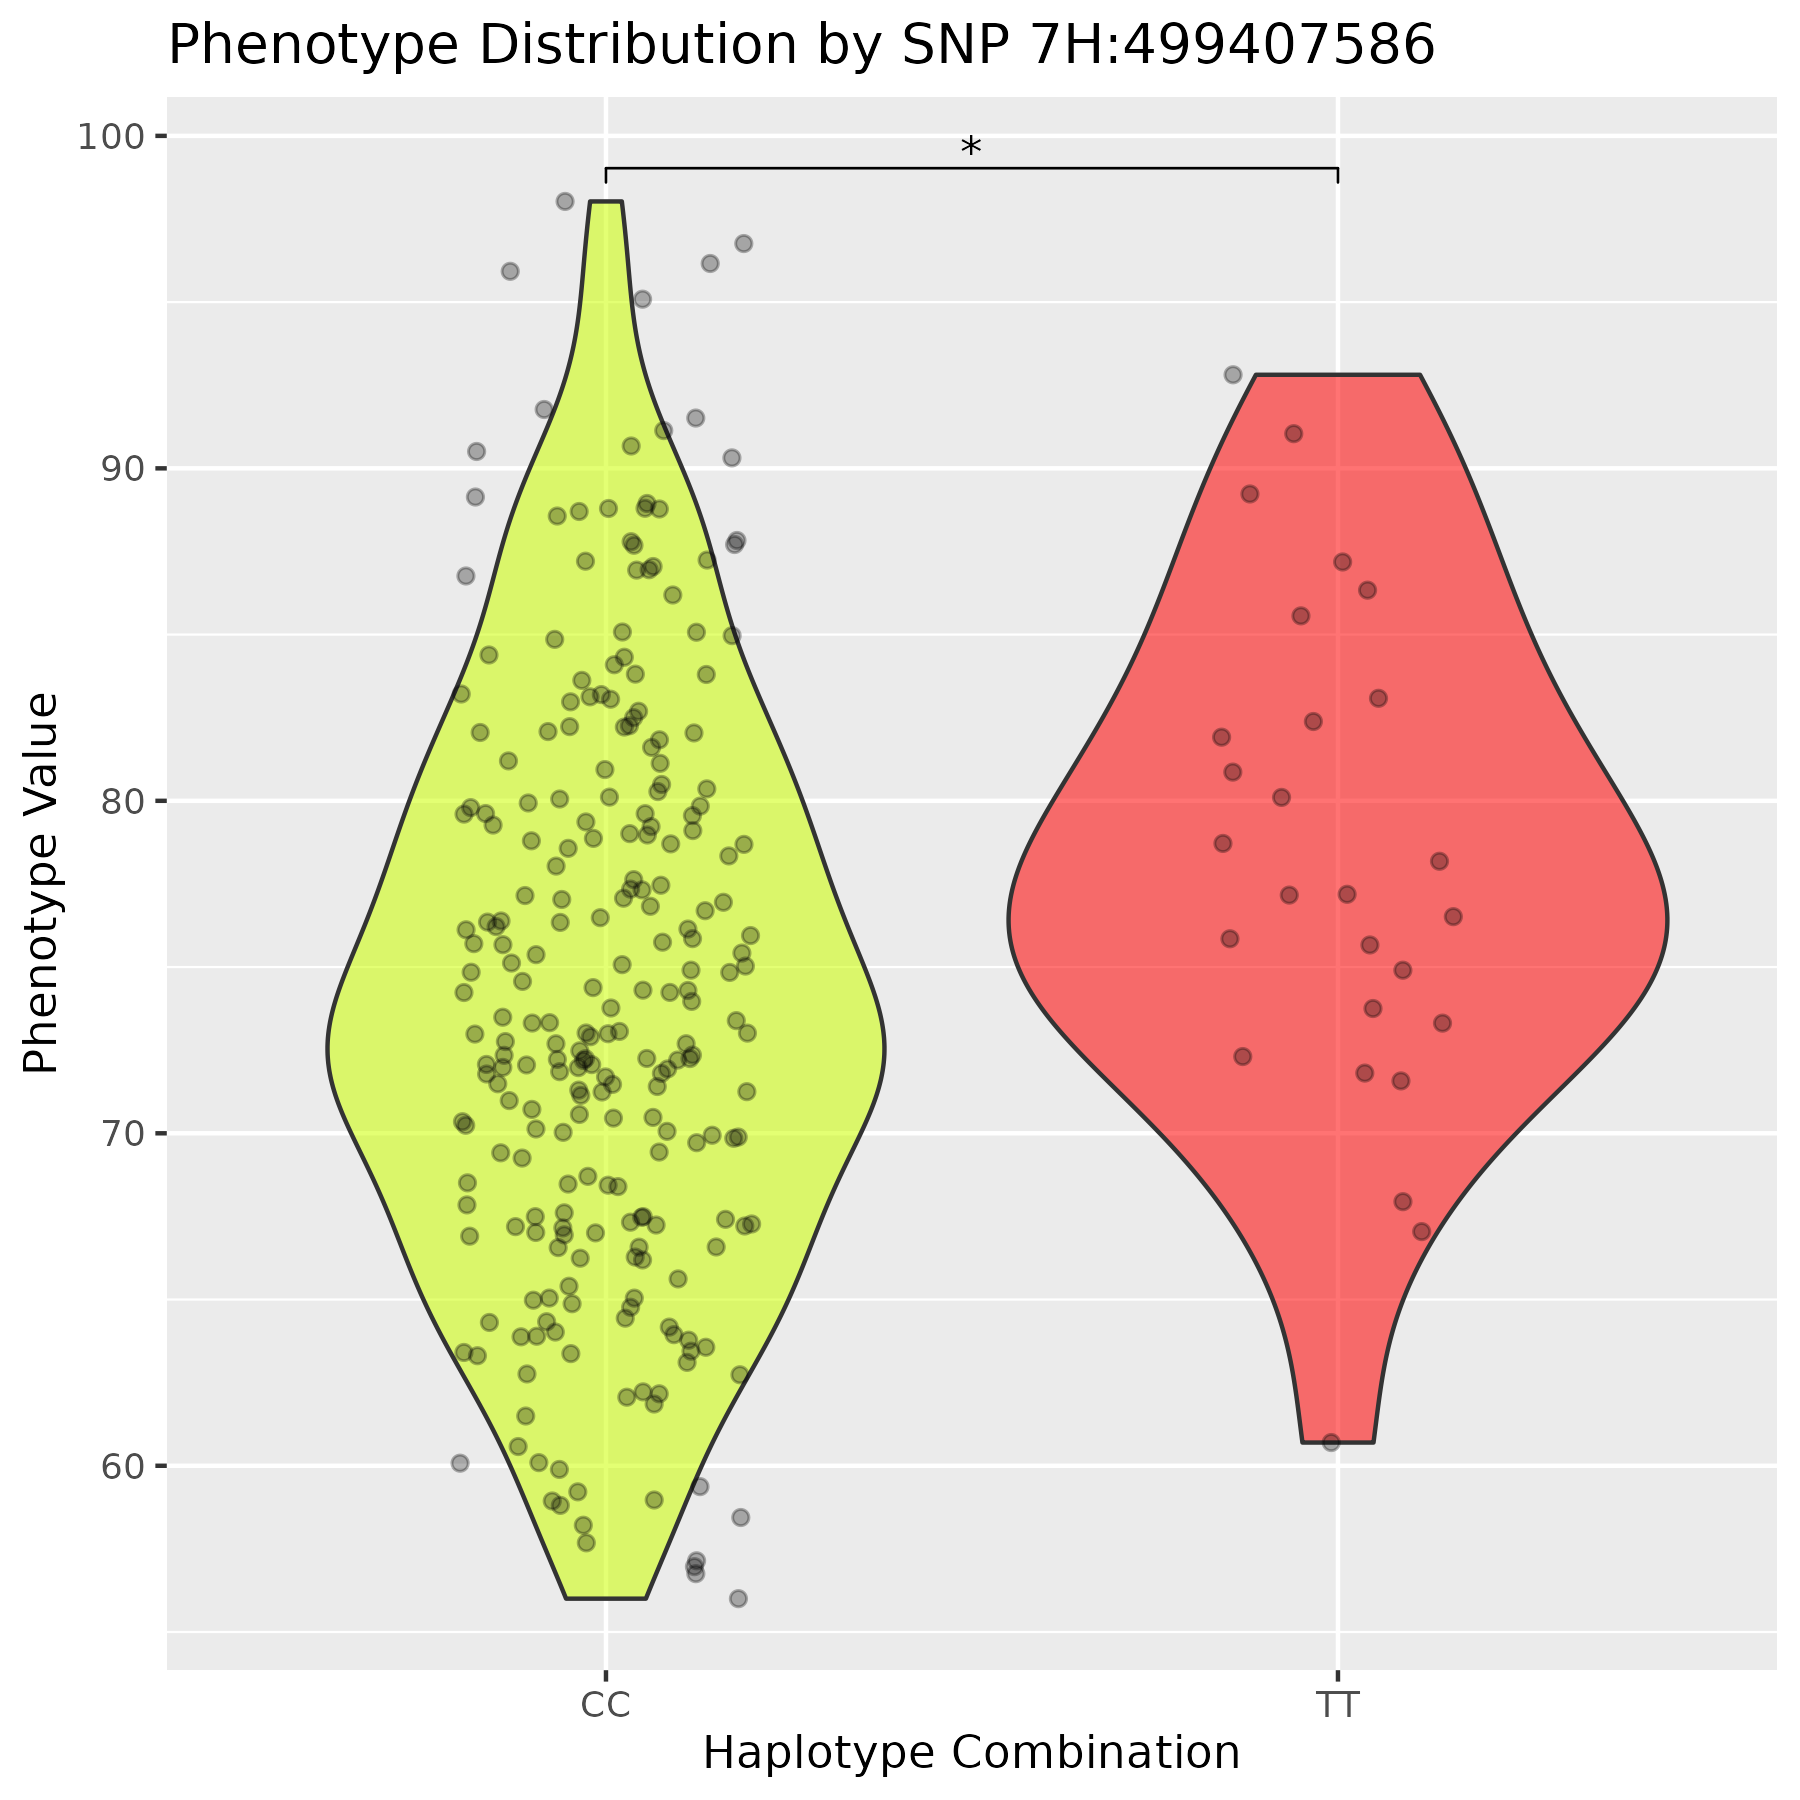 Phenotype Distribution by SNP 7H:499407586
100
*
90
80
70
60
Phenotype Value
CC
TT
Haplotype Combination